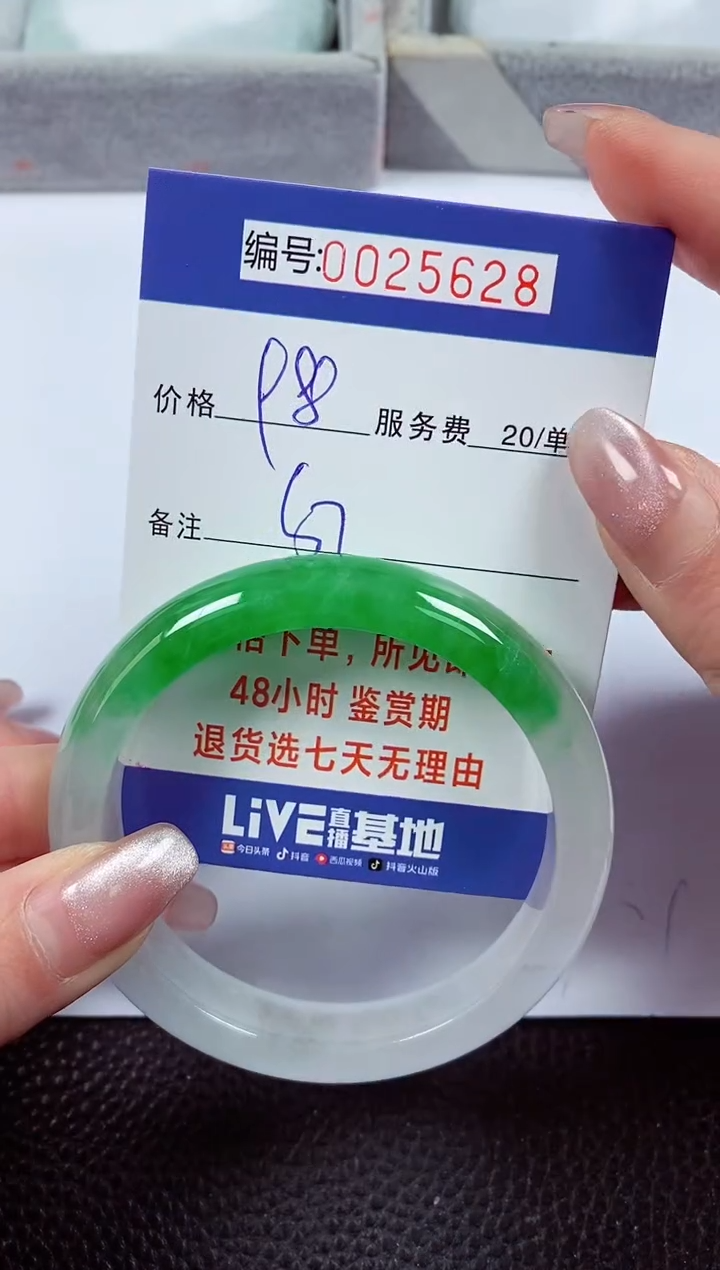 编号:0025628
价格 98 服务费 20/单
备注 57
下单，所见
48小时 鉴赏期
退货选七天无理由
LiVE直播基地
今日头条 抖音 西瓜视频 抖音火山版